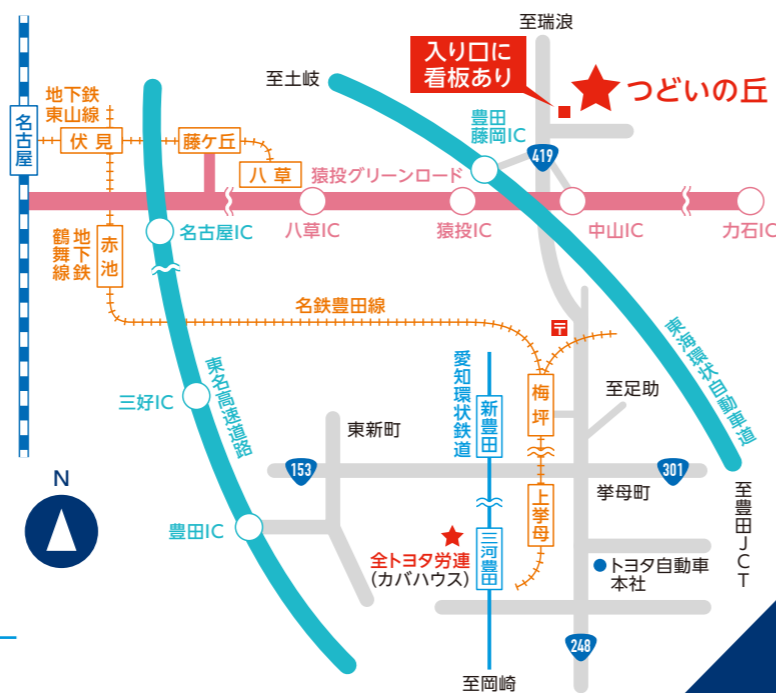 至瑞浪
入り口に
看板あり
つどいの丘
至土岐
地下鉄
東山線
名古屋
伏見
藤ケ丘
八草
豊田
藤岡IC
419
猿投グリーンロード
名古屋IC
八草IC
猿投IC
中山IC
力石IC
地下鉄
鶴舞線
赤池
名鉄豊田線
〒
東海環状自動車道
愛知環状鉄道
新豊田
梅坪
至足助
三好IC
東名高速道路
東新町
153
301
挙母町
上挙母
至豊田JCT
N
豊田IC
全トヨタ労連
(カバハウス)
三河豊田
トヨタ自動車
本社
248
至岡崎